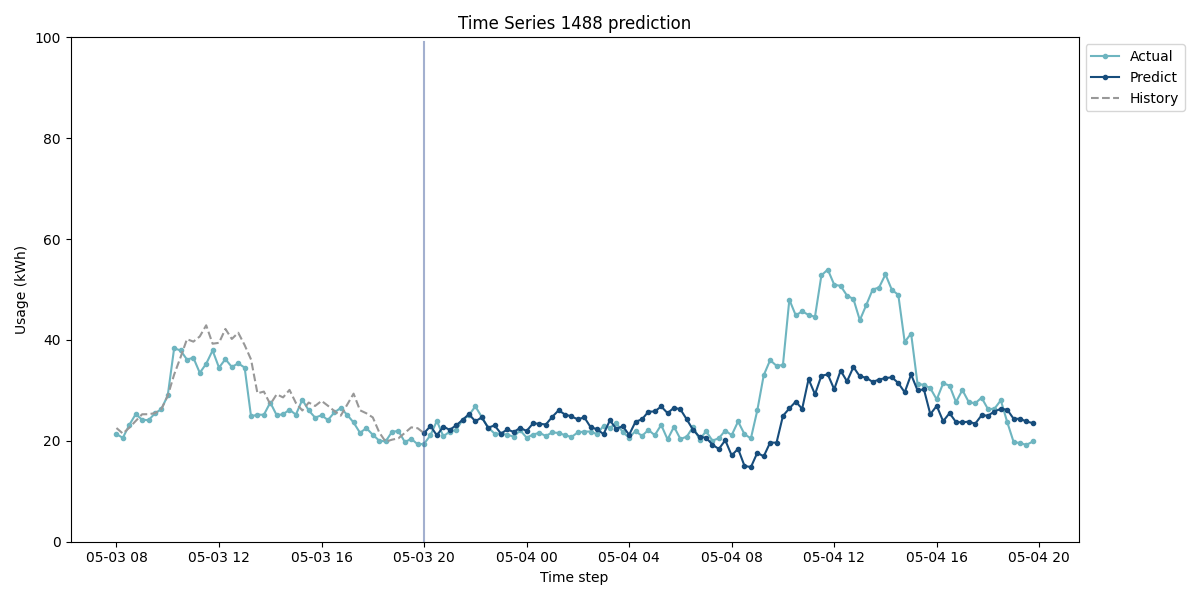 Time Series 1488 prediction
100
80
60
40
20
0
Usage (kWh)
05-03 08
05-03 12
05-03 16
05-03 20
05-04 00
05-04 04
05-04 08
05-04 12
05-04 16
05-04 20
Time step
Actual
Predict
History